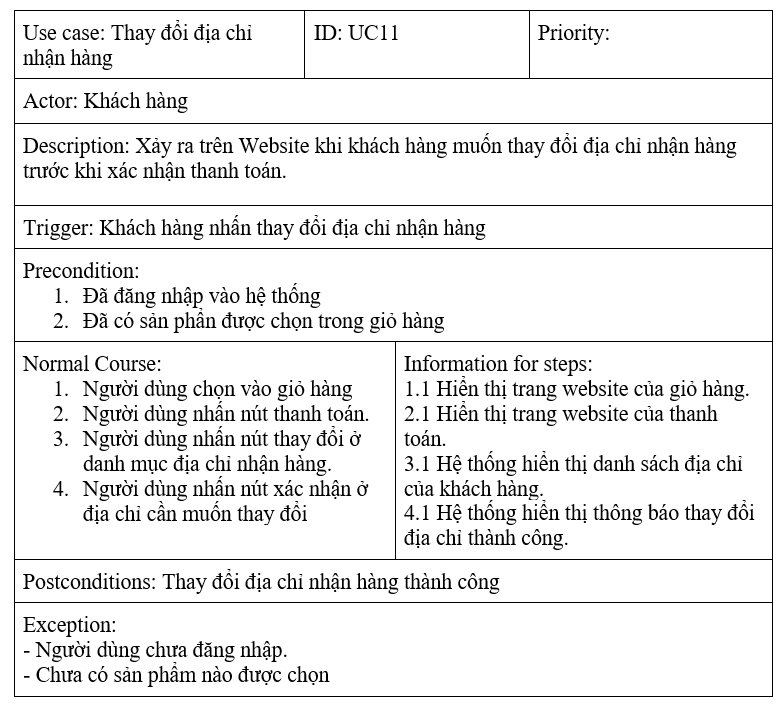 Use case: Thay đổi địa chỉ
nhận hàng
ID: UC11
Priority:
Actor: Khách hàng
Description: Xảy ra trên Website khi khách hàng muốn thay đổi địa chỉ nhận hàng
trước khi xác nhận thanh toán.
Trigger: Khách hàng nhấn thay đổi địa chỉ nhận hàng
Precondition:
1. Đã đăng nhập vào hệ thống
2. Đã có sản phẩn được chọn trong giỏ hàng
Normal Course:
1. Người dùng chọn vào giỏ hàng
2. Người dùng nhấn nút thanh toán.
3. Người dùng nhấn nút thay đổi ở
danh mục địa chỉ nhận hàng.
4. Người dùng nhấn nút xác nhận ở
địa chỉ cần muốn thay đổi
Information for steps:
1.1 Hiển thị trang website của giỏ hàng.
2.1 Hiển thị trang website của thanh
toán.
3.1 Hệ thống hiển thị danh sách địa chỉ
của khách hàng.
4.1 Hệ thống hiển thị thông báo thay đổi
địa chỉ thành công.
Postconditions: Thay đổi địa chỉ nhận hàng thành công
Exception:
- Người dùng chưa đăng nhập.
- Chưa có sản phẩm nào được chọn